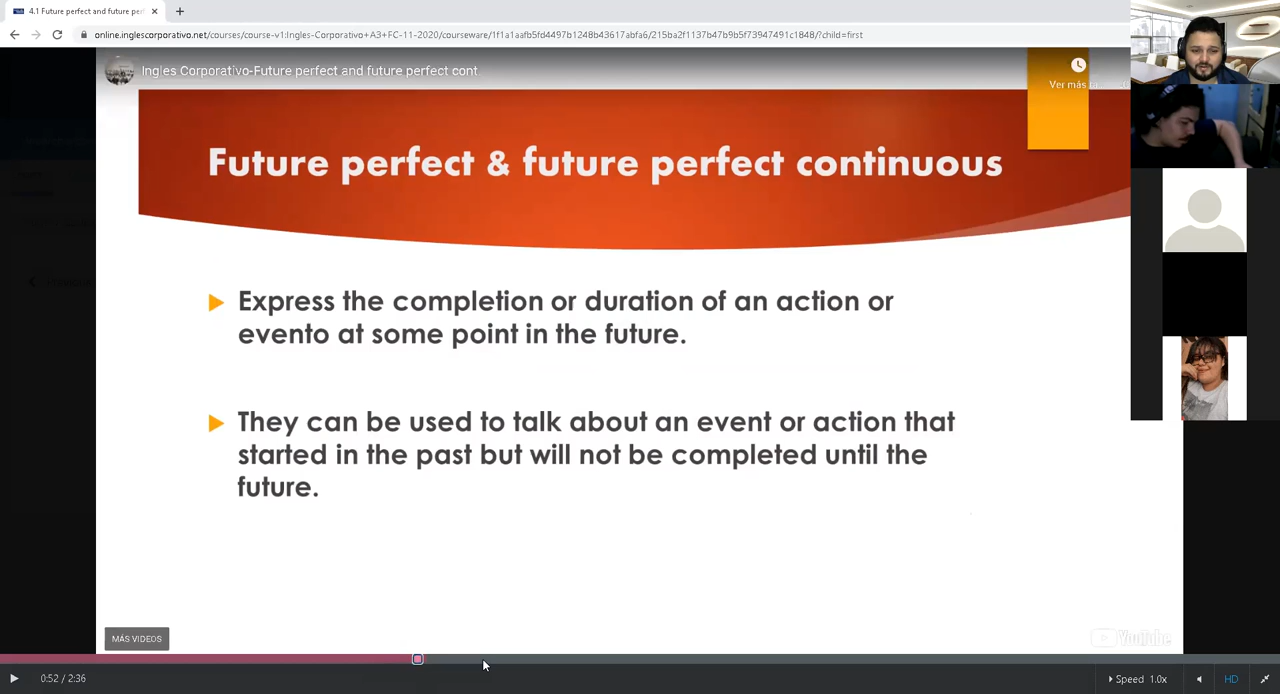 4.1 Future perfect and future perf
online.inglescorporativo.net/courses/course-v1:Ingles-Corporativo+A3+FC-11-2020/courseware/1f1a1aafb5fd4497b1248b43617abfa6/215ba2f1137b47b9b5f73947491c1848/?child=first
Ingles Corporativo-Future perfect and future perfect cont
Ver más
Future perfect & future perfect continuous
Express the completion or duration of an action or
evento at some point in the future.
They can be used to talk about an event or action that
started in the past but will not be completed until the
future.
MÁS VIDEOS
YouTube
0:52 / 2:36
Speed 1.0x
HD